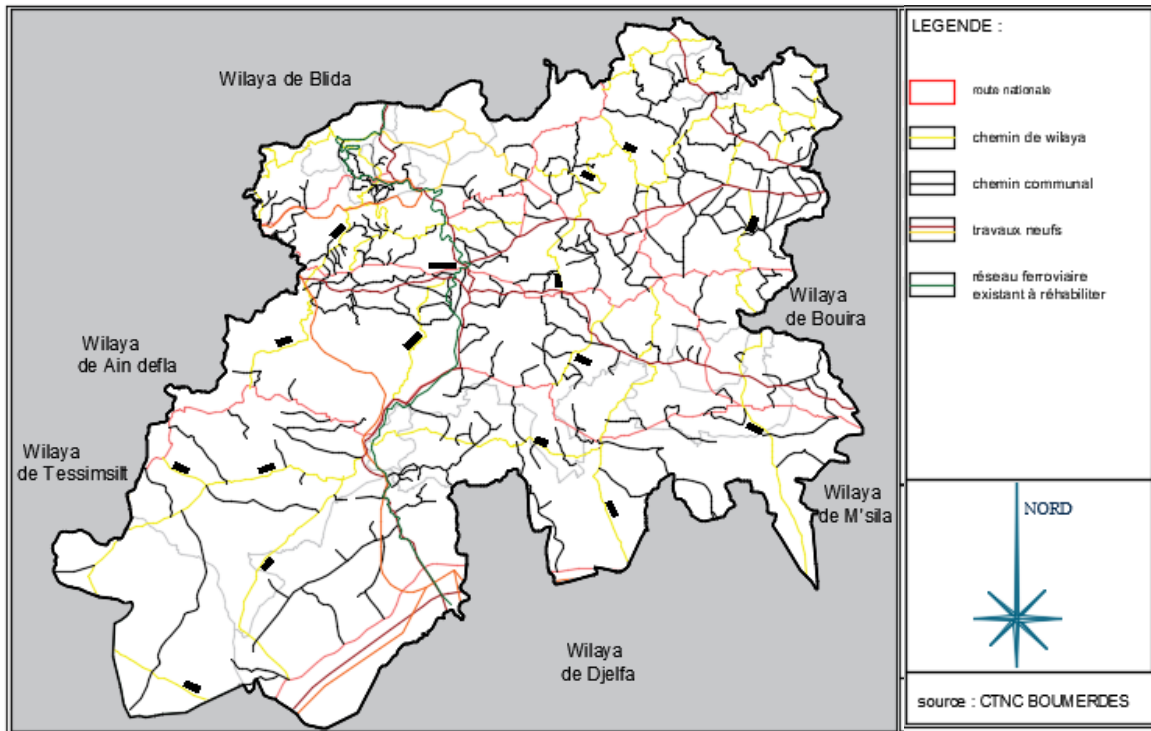 Wilaya de Blida
Wilaya
de Bouira
Wilaya
de Ain defla
Wilaya
de Tessimsilt
Wilaya
de M'sila
Wilaya
de Djelfa
LEGENDE :
route nationale
chemin de wilaya
chemin communal
travaux neufs
réseau ferroviaire
existant à réhabiliter
NORD
source : CTNC BOUMERDES